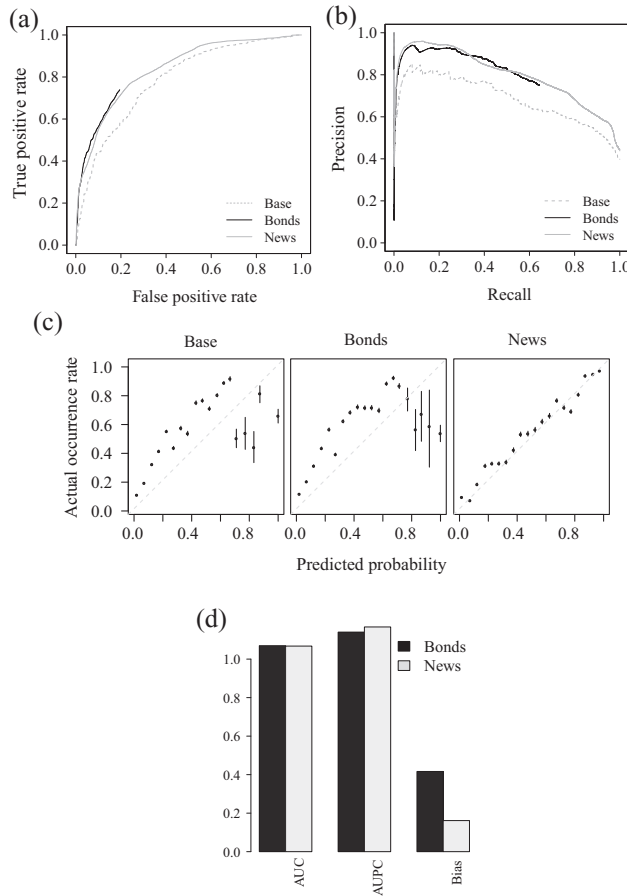 (a)
True positive rate
1.0
0.8
0.6
0.4
0.2
0.0
Base
Bonds
News
0.0 0.2 0.4 0.6 0.8 1.0
False positive rate
(b)
Precision
1.0
0.8
0.6
0.4
0.2
0.0
Base
Bonds
News
0.0 0.2 0.4 0.6 0.8 1.0
Recall
(c)
Base Bonds News
Actual occurrence rate
1.0
0.8
0.6
0.4
0.2
0.0
0.0 0.4 0.8 0.0 0.4 0.8 0.0 0.4 0.8
Predicted probability
(d)
Bonds
News
1.0
0.8
0.6
0.4
0.2
0.0
AUC
AUPC
Bias